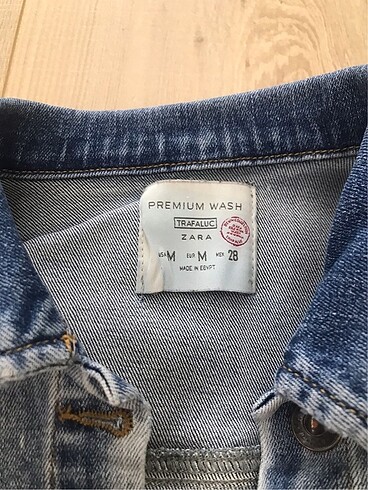 PREMIUM WASH
TRAFALUC
ZARA
USA M EUR M MEX 28
MADE IN EGYPT